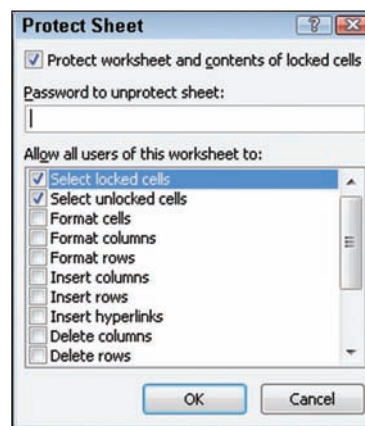 Protect Sheet
Protect worksheet and contents of locked cells
Password to unprotect sheet:
Allow all users of this worksheet to:
Select locked cells
Select unlocked cells
Format cells
Format columns
Format rows
Insert columns
Insert rows
Insert hyperlinks
Delete columns
Delete rows
OK
Cancel